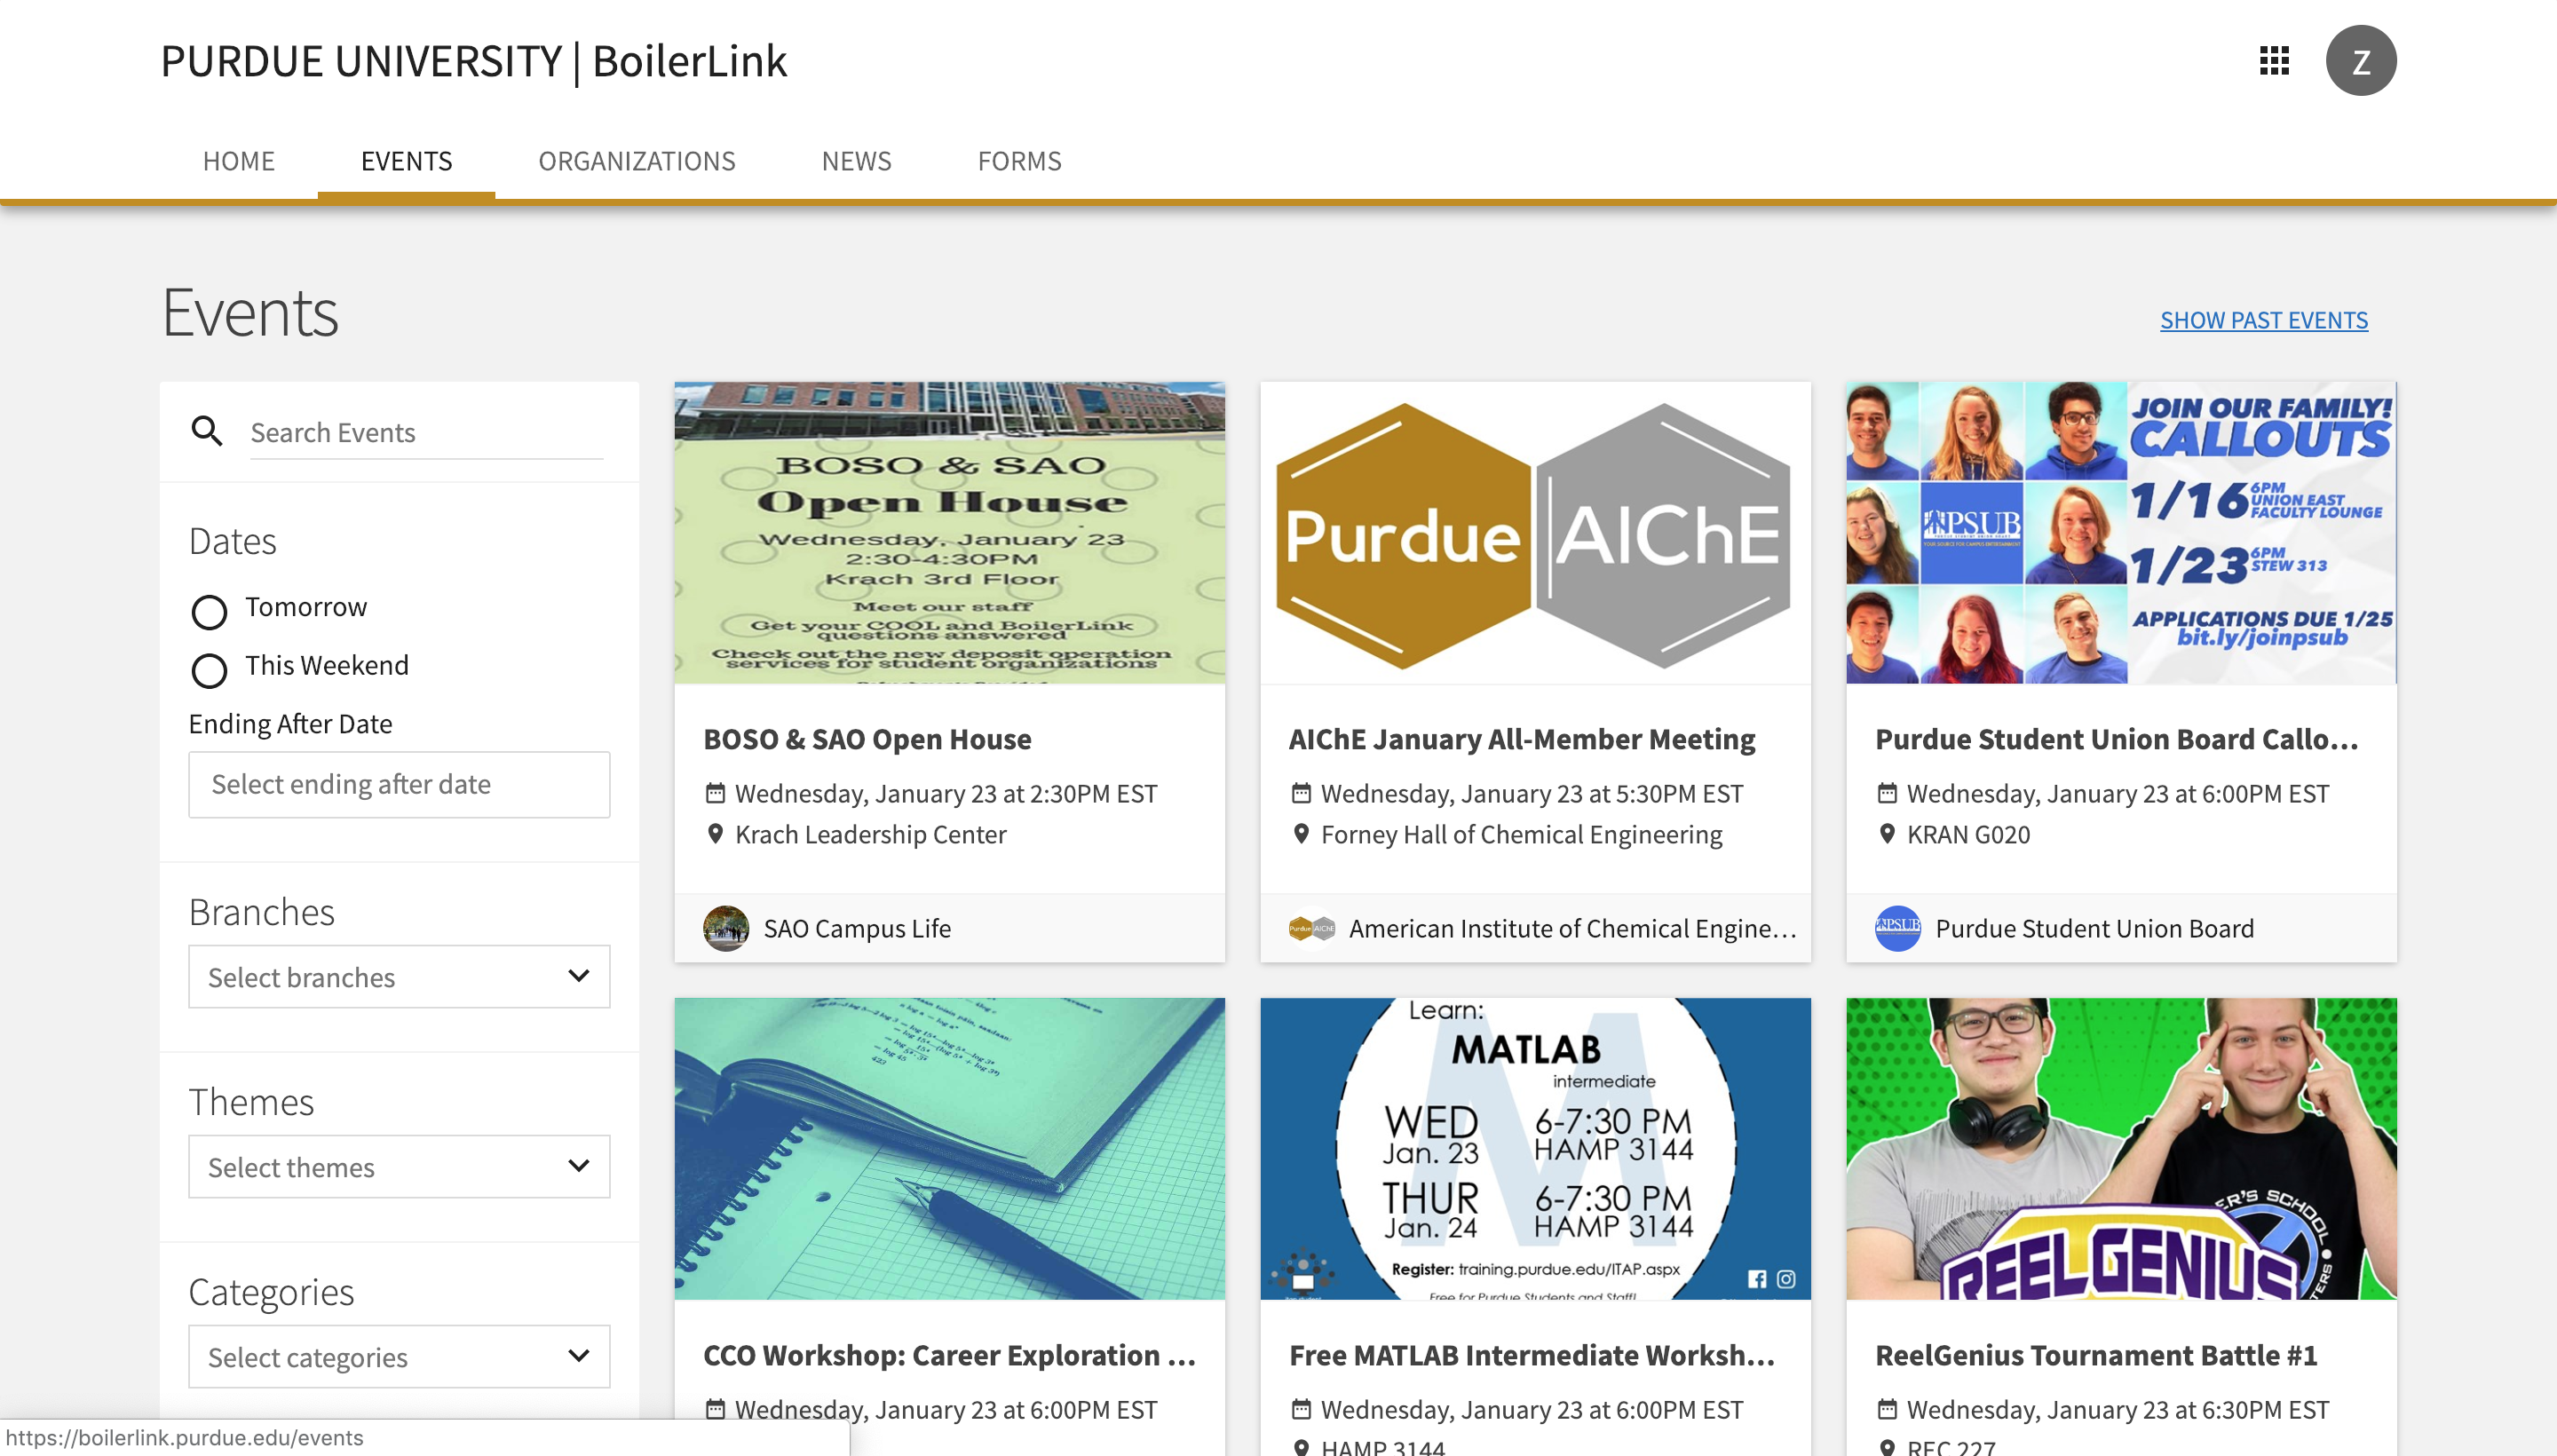 PURDUE UNIVERSITY | BoilerLink
Z
HOME
EVENTS
ORGANIZATIONS
NEWS
FORMS
Events
SHOW PAST EVENTS
Search Events
Dates
Tomorrow
This Weekend
Ending After Date
Select ending after date
Branches
Select branches
Themes
Select themes
Categories
Select categories
BOSO & SAO
Open House
Wednesday, January 23
2:30-4:30PM
Krach 3rd Floor
Meet our staff
Get your COOL and BoilerLink
questions answered
Check out the new deposit operation
services for student organizations
BOSO & SAO Open House
Wednesday, January 23 at 2:30PM EST
Krach Leadership Center
SAO Campus Life
Purdue AIChE
AIChE January All-Member Meeting
Wednesday, January 23 at 5:30PM EST
Forney Hall of Chemical Engineering
Purdue AIChE
American Institute of Chemical Engine...
JOIN OUR FAMILY!
CALLOUTS
1/16 6PM
UNION EAST
FACULTY LOUNGE
1/23 6PM
STEW 313
APPLICATIONS DUE 1/25
bit.ly/joinpsub
PSUB
Purdue Student Union Board Callo...
Wednesday, January 23 at 6:00PM EST
KRAN G020
PSUB
Purdue Student Union Board
CCO Workshop: Career Exploration ...
Wednesday, January 23 at 6:00PM EST
Learn:
MATLAB
intermediate
WED 6-7:30 PM
Jan. 23 HAMP 3144
THUR 6-7:30 PM
Jan. 24 HAMP 3144
Register: training.purdue.edu/ITAP.aspx
Free for Purdue Students and Staff!
Free MATLAB Intermediate Worksh...
Wednesday, January 23 at 6:00PM EST
HAMP 3144
ER'S SCHOOL
REELGENIUS
ReelGenius Tournament Battle #1
Wednesday, January 23 at 6:30PM EST
REC 227
https://boilerlink.purdue.edu/events